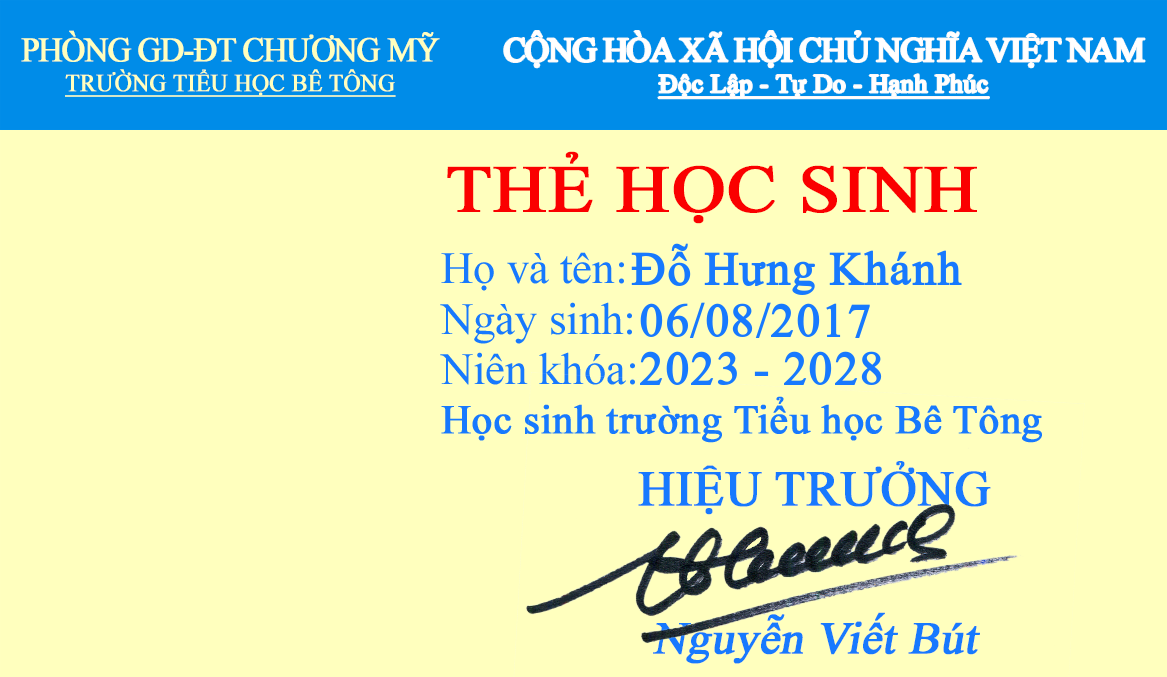 PHÒNG GD-ĐT CHƯƠNG MỸ
TRƯỜNG TIỂU HỌC BÊ TÔNG
CỘNG HÒA XÃ HỘI CHỦ NGHĨA VIỆT NAM
Độc Lập - Tự Do - Hạnh Phúc
THẺ HỌC SINH
Họ và tên: Đỗ Hưng Khánh
Ngày sinh: 06/08/2017
Niên khóa: 2023 - 2028
Học sinh trường Tiểu học Bê Tông
HIỆU TRƯỞNG
Nguyễn Viết Bút